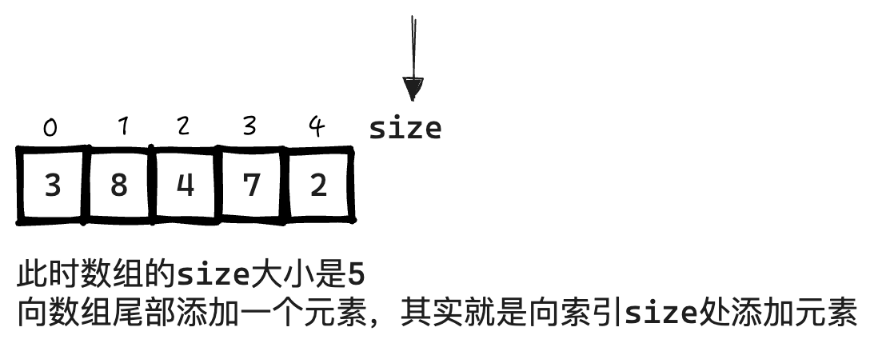 0 1 2 3 4 size
3 8 4 7 2
此时数组的size大小是5
向数组尾部添加一个元素，其实就是向索引size处添加元素